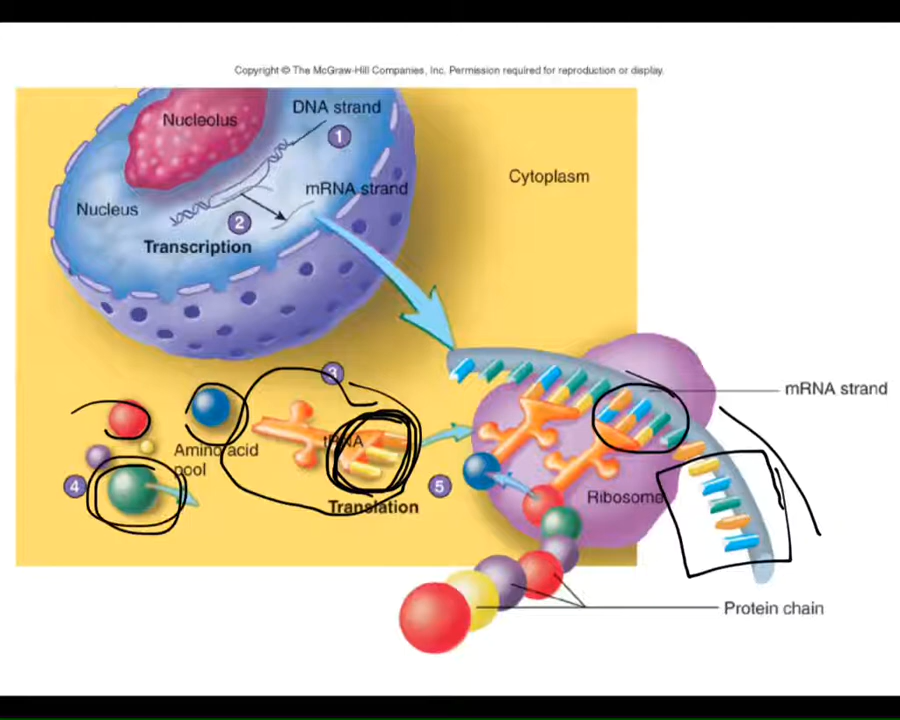 Copyright © The McGraw-Hill Companies, Inc. Permission required for reproduction or display.
DNA strand
Nucleolus
1
Cytoplasm
mRNA strand
Nucleus
2
Transcription
3
mRNA strand
tRNA
Amino acid
pool
4
5
Ribosome
Translation
Protein chain